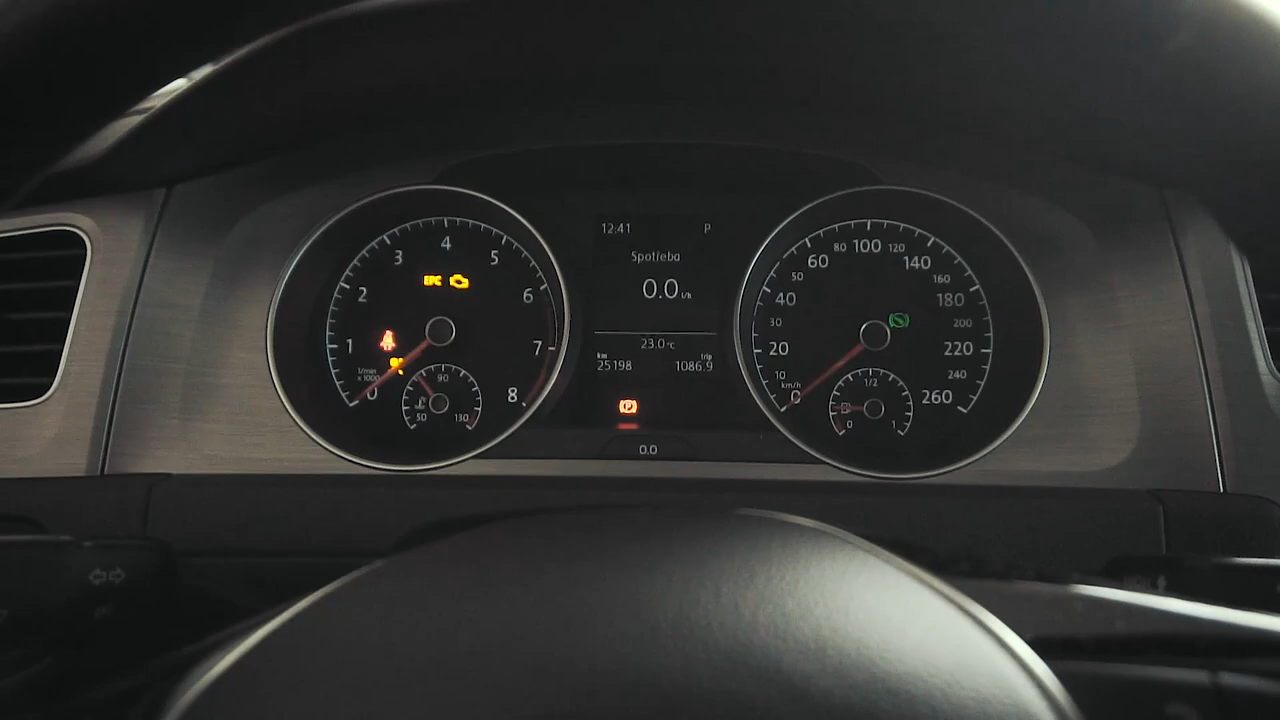 12:41 P
Spotřeba
0.0 l/h
23.0 °C
km trip
25198 1086.9
0.0
EPC
1/min
x 1000
0 1 2 3 4 5 6 7 8
50 90 130
km/h
0 10 20 30 40 50 60 80 100 120 140 160 180 200 220 240 260
0 1/2 1
(P)